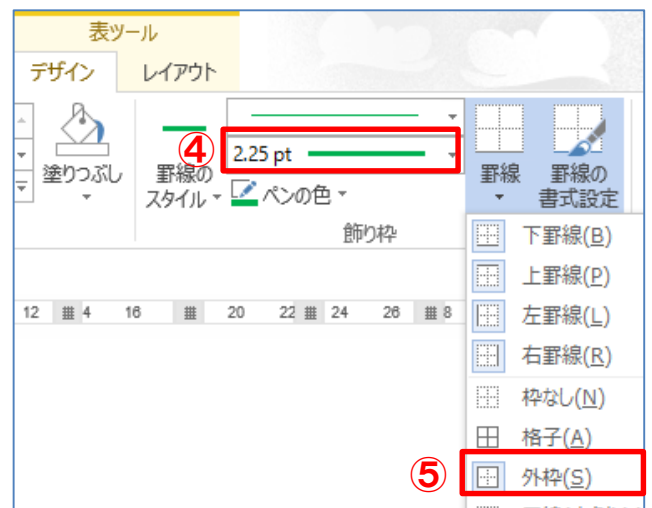 表ツール
デザイン レイアウト
④
2.25 pt
塗りつぶし
罫線の
スタイル
ペンの色
罫線
罫線の
書式設定
飾り枠
下罫線(B)
上罫線(P)
左罫線(L)
右罫線(R)
枠なし(N)
格子(A)
⑤
外枠(S)
12 4 16 20 22 24 26 8